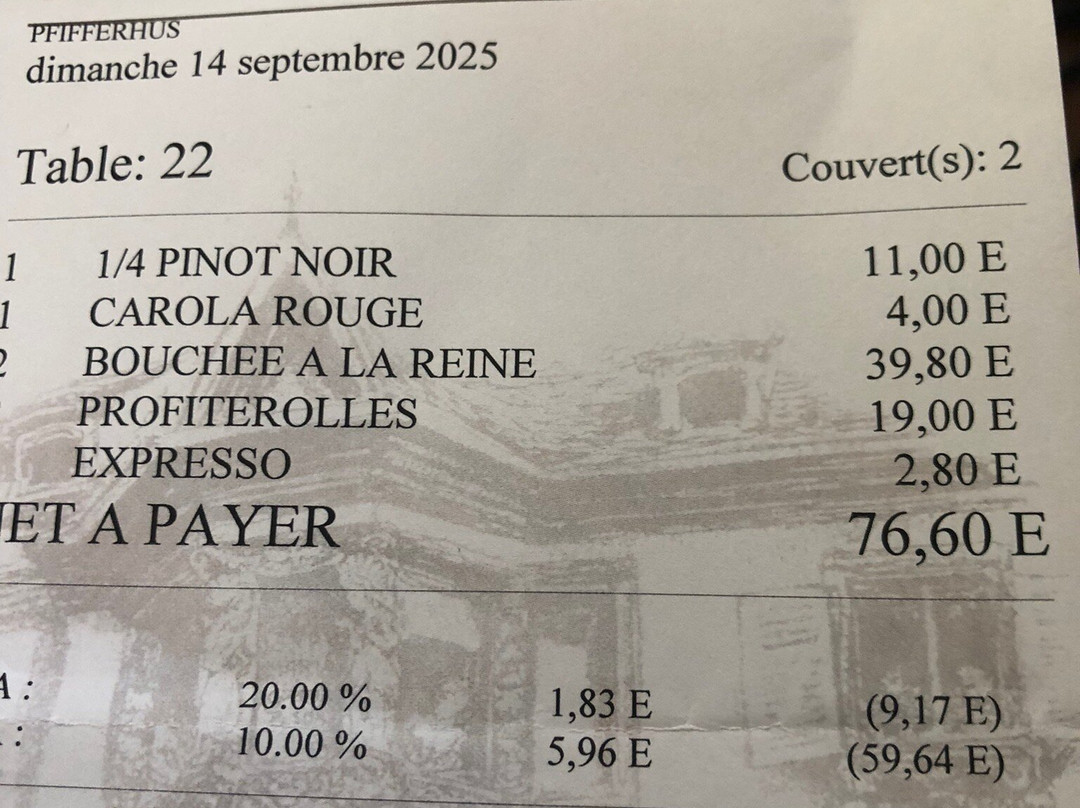 PFIFFERHUS
dimanche 14 septembre 2025
Table: 22 Couvert(s): 2
1 1/4 PINOT NOIR 11,00 E
1 CAROLA ROUGE 4,00 E
2 BOUCHEE A LA REINE 39,80 E
PROFITEROLLES 19,00 E
EXPRESSO 2,80 E
NET A PAYER 76,60 E
A : 20.00 % 1,83 E (9,17 E)
: 10.00 % 5,96 E (59,64 E)